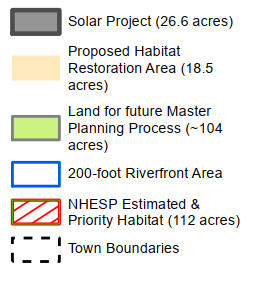 Solar Project (26.6 acres)
Proposed Habitat
Restoration Area (18.5
acres)
Land for future Master
Planning Process (~104
acres)
200-foot Riverfront Area
NHESP Estimated &
Priority Habitat (112 acres)
Town Boundaries